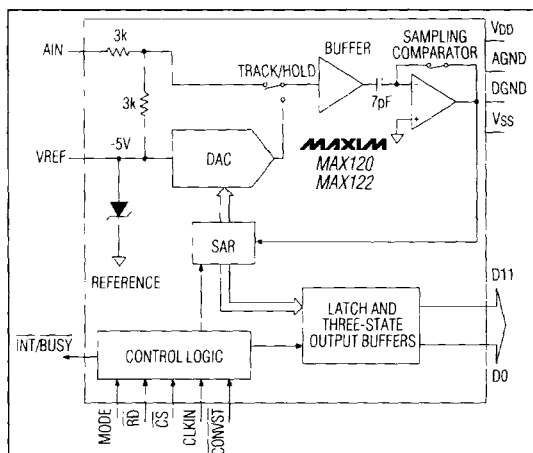 AIN
3k
3k
TRACK/HOLD
BUFFER
7pF
SAMPLING
COMPARATOR
-
+
VDD
AGND
DGND
VSS
VREF
-5V
DAC
MAXIM
MAX120
MAX122
REFERENCE
SAR
LATCH AND
THREE-STATE
OUTPUT BUFFERS
D11
D0
INT/BUSY
CONTROL LOGIC
MODE
RD
CS
CLKIN
CONVST